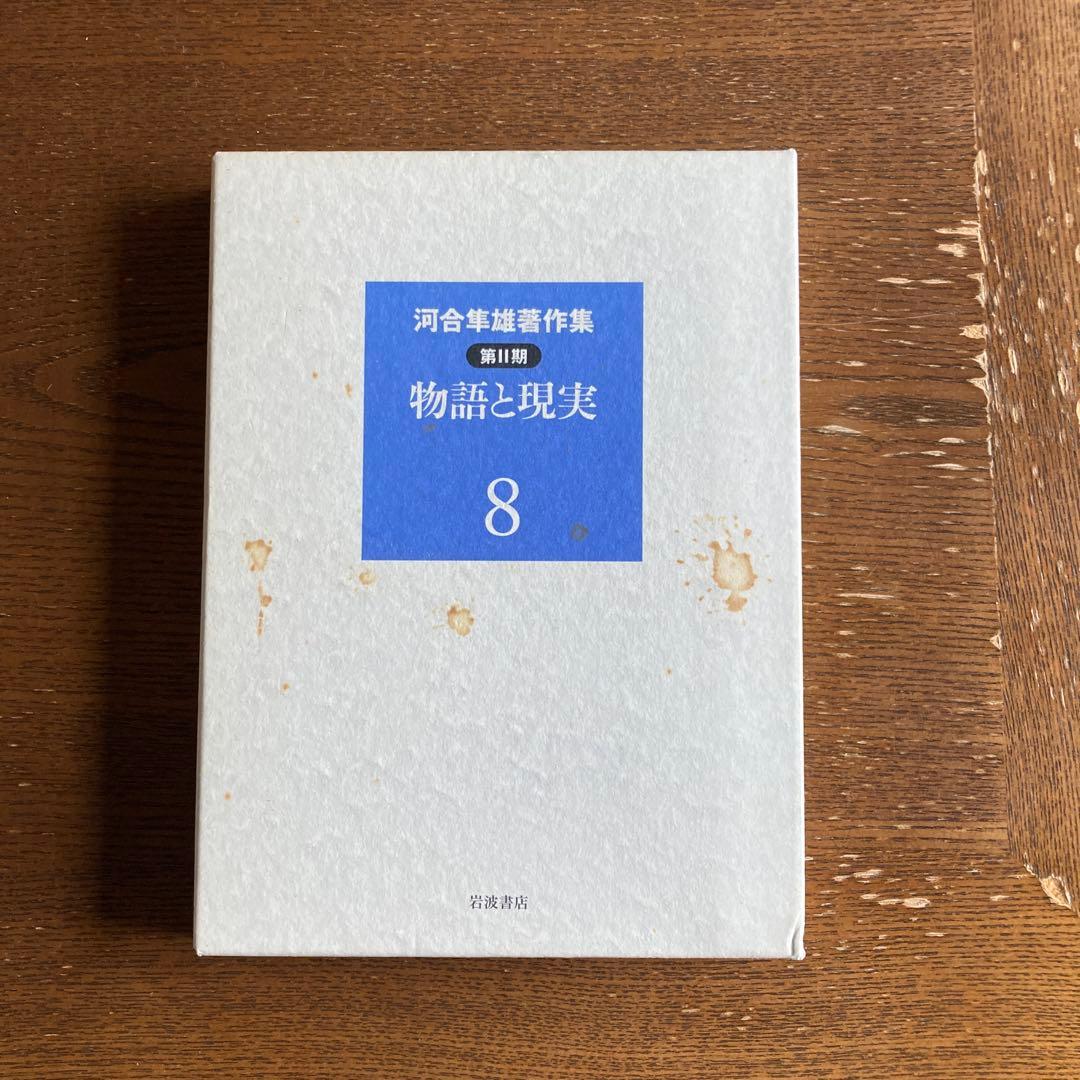 河合隼雄著作集
第II期
物語と現実
8
岩波書店